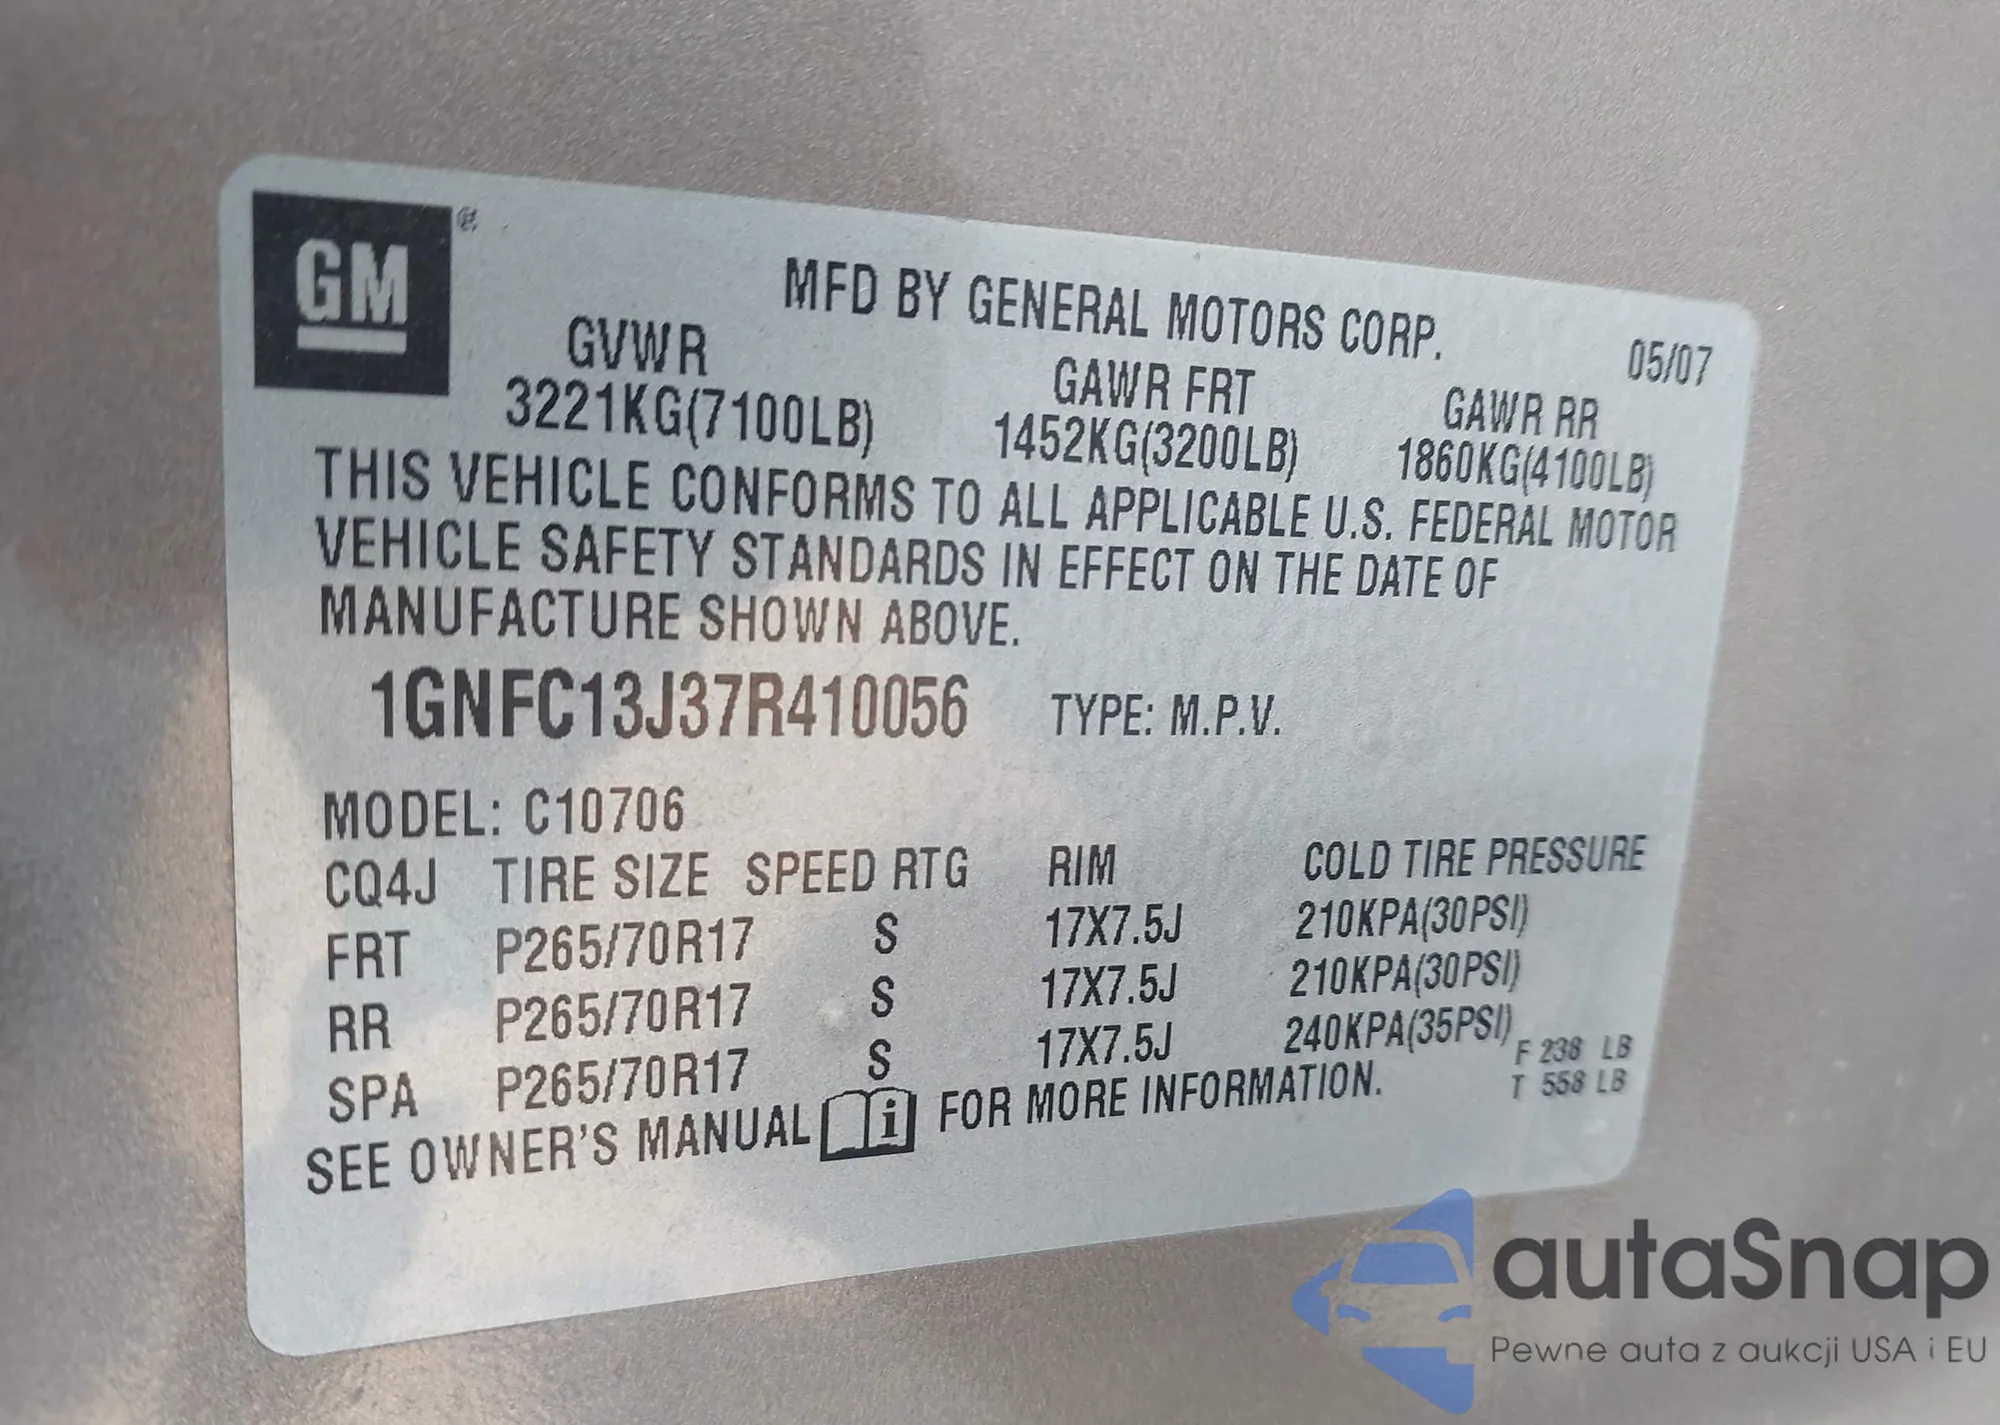 GM®
MFD BY GENERAL MOTORS CORP.
05/07
GVWR GAWR FRT GAWR RR
3221KG(7100LB) 1452KG(3200LB) 1860KG(4100LB)
THIS VEHICLE CONFORMS TO ALL APPLICABLE U.S. FEDERAL MOTOR
VEHICLE SAFETY STANDARDS IN EFFECT ON THE DATE OF
MANUFACTURE SHOWN ABOVE.
1GNFC13J37R410056 TYPE: M.P.V.
MODEL: C10706
CQ4J TIRE SIZE SPEED RTG RIM COLD TIRE PRESSURE
FRT P265/70R17 S 17X7.5J 210KPA(30PSI)
RR P265/70R17 S 17X7.5J 210KPA(30PSI)
SPA P265/70R17 S 17X7.5J 240KPA(35PSI)
F 238 LB
T 558 LB
SEE OWNER'S MANUAL i FOR MORE INFORMATION.
autaSnap
Pewne auta z aukcji USA i EU